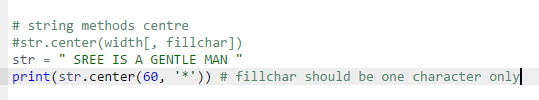 # string methods centre
#str.center(width[, fillchar])
str = " SREE IS A GENTLE MAN "
print(str.center(60, '*')) # fillchar should be one character only